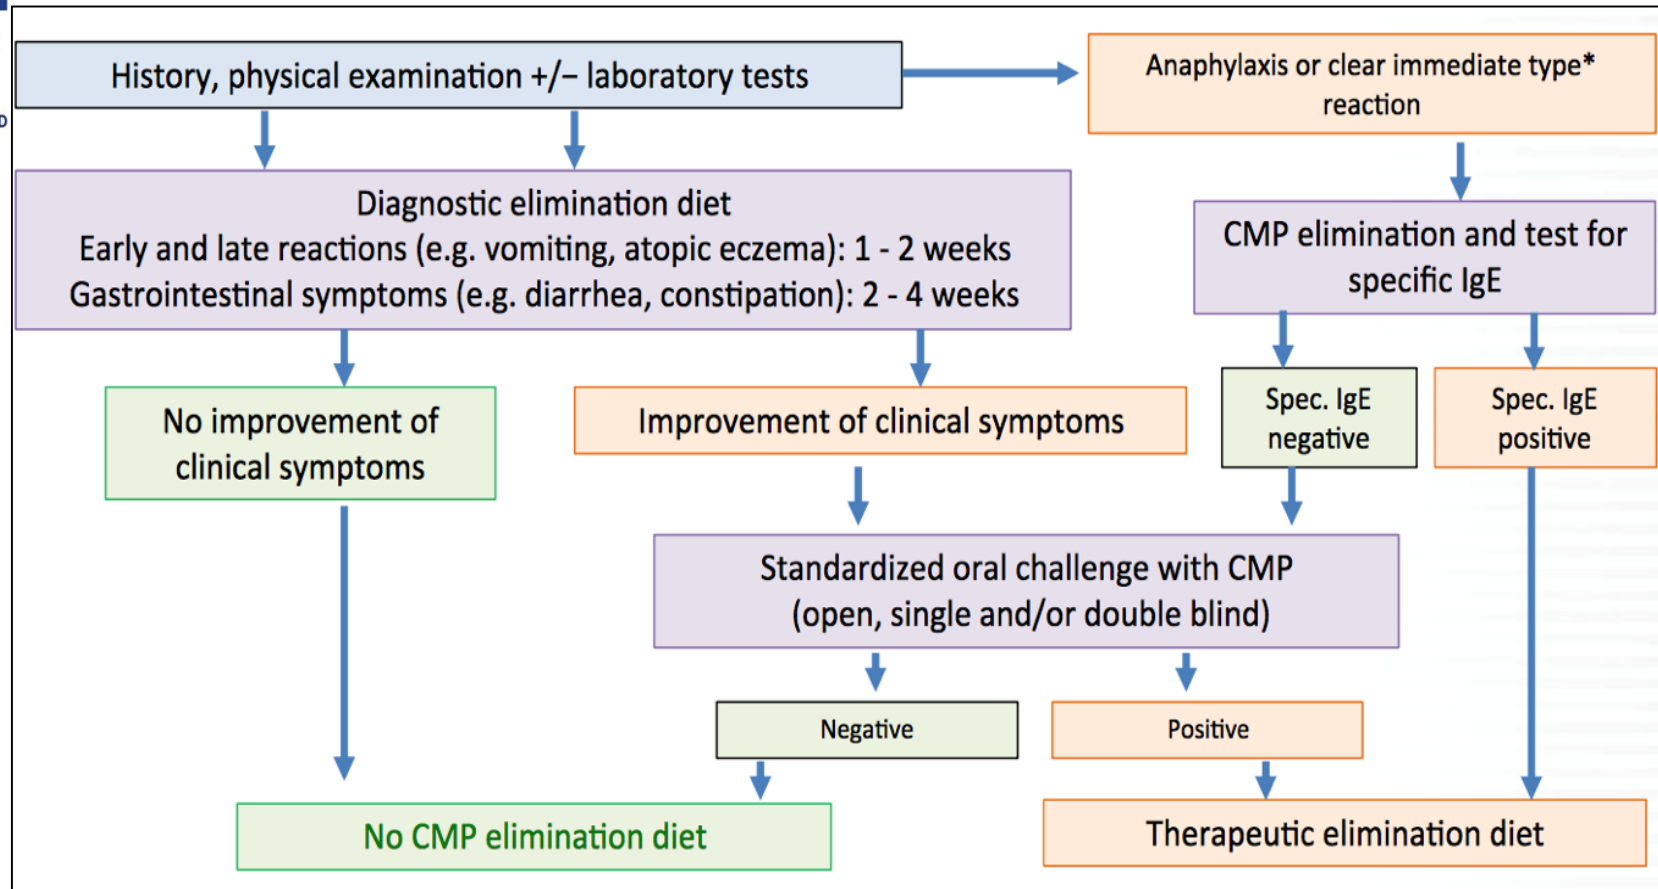 History, physical examination +/− laboratory tests
Anaphylaxis or clear immediate type*
reaction
D
Diagnostic elimination diet
Early and late reactions (e.g. vomiting, atopic eczema): 1 - 2 weeks
Gastrointestinal symptoms (e.g. diarrhea, constipation): 2 - 4 weeks
CMP elimination and test for
specific IgE
No improvement of
clinical symptoms
Improvement of clinical symptoms
Spec. IgE
negative
Spec. IgE
positive
Standardized oral challenge with CMP
(open, single and/or double blind)
Negative
Positive
No CMP elimination diet
Therapeutic elimination diet